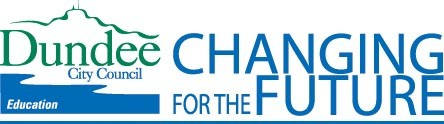 Dundee
City Council
Education
CHANGING
FOR THE FUTURE